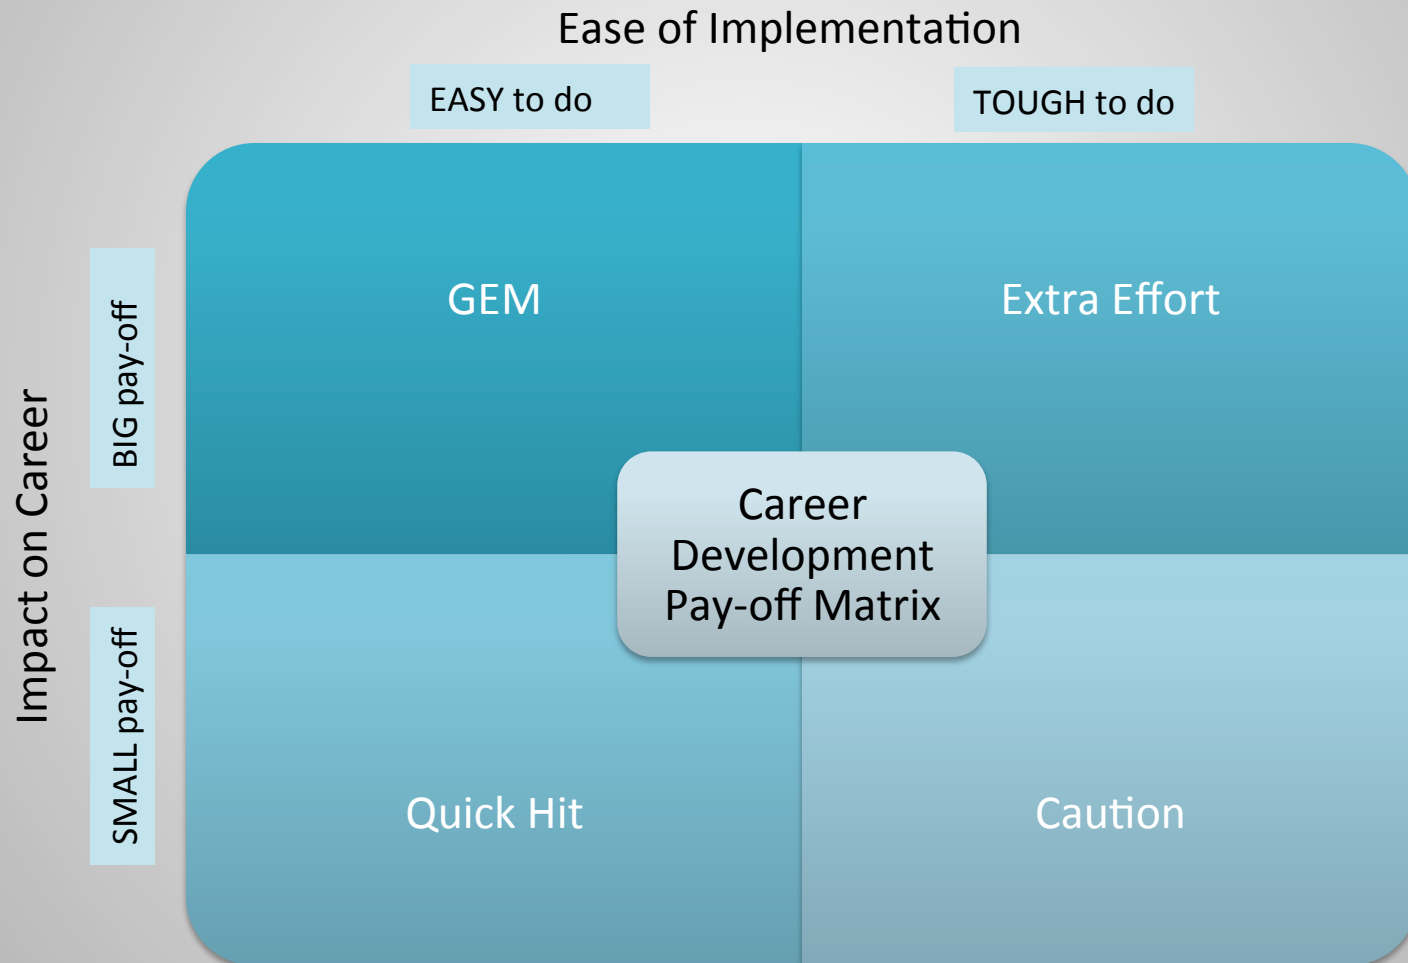 Ease of Implementation
EASY to do
TOUGH to do
Impact on Career
BIG pay-off
SMALL pay-off
GEM
Extra Effort
Career
Development
Pay-off Matrix
Quick Hit
Caution